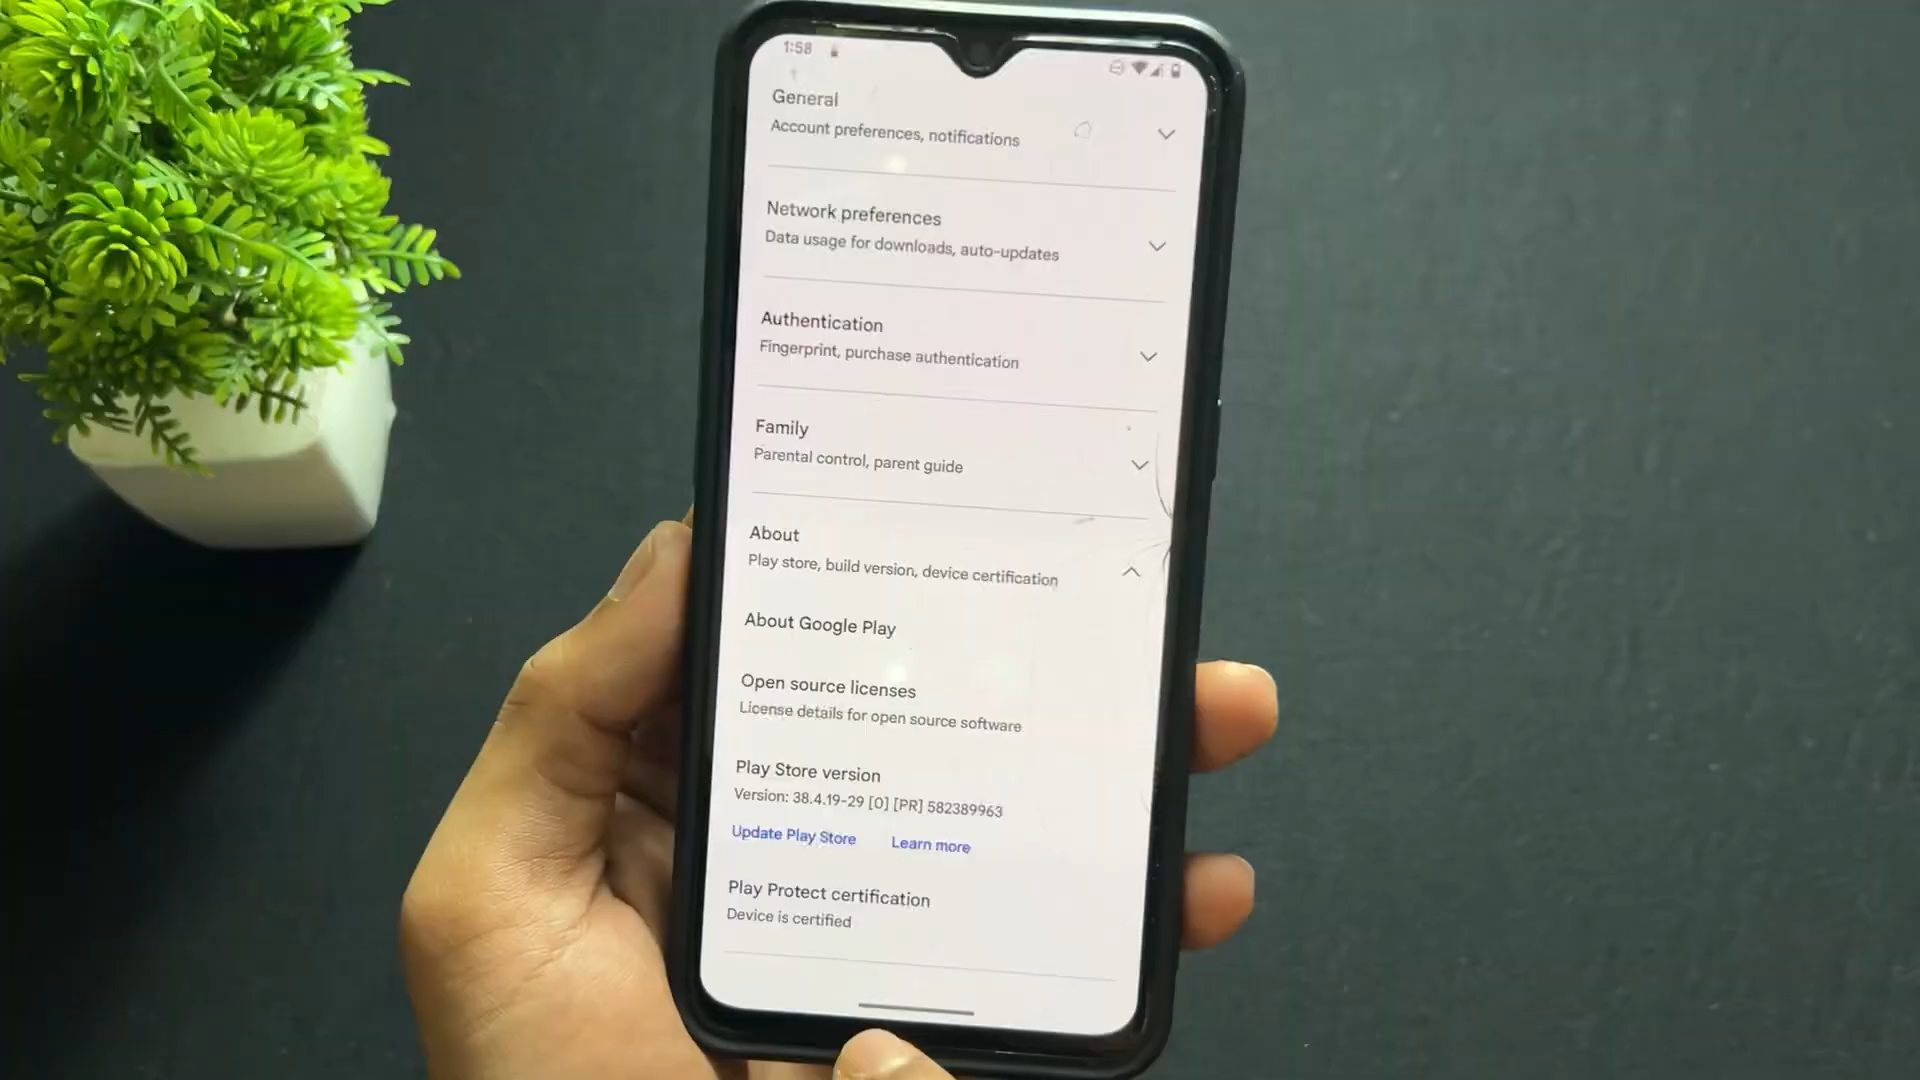 1:58
General
Account preferences, notifications
Network preferences
Data usage for downloads, auto-updates
Authentication
Fingerprint, purchase authentication
Family
Parental control, parent guide
About
Play store, build version, device certification
About Google Play
Open source licenses
License details for open source software
Play Store version
Version: 38.4.19-29 [0] [PR] 582389963
Update Play Store Learn more
Play Protect certification
Device is certified